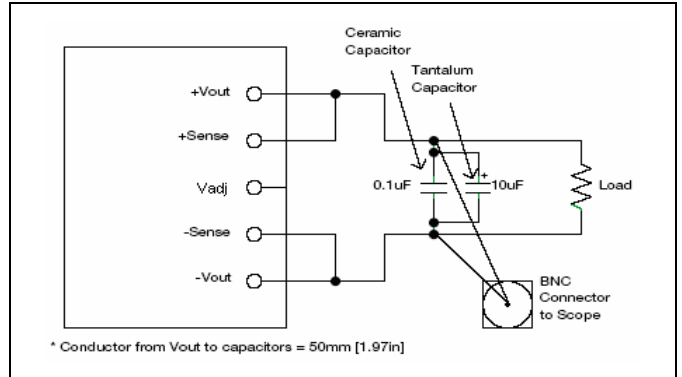 Ceramic
Capacitor
Tantalum
Capacitor
+Vout
+Sense
Vadj
-Sense
-Vout
0.1uF
+
10uF
Load
BNC
Connector
to Scope
* Conductor from Vout to capacitors = 50mm [1.97in]